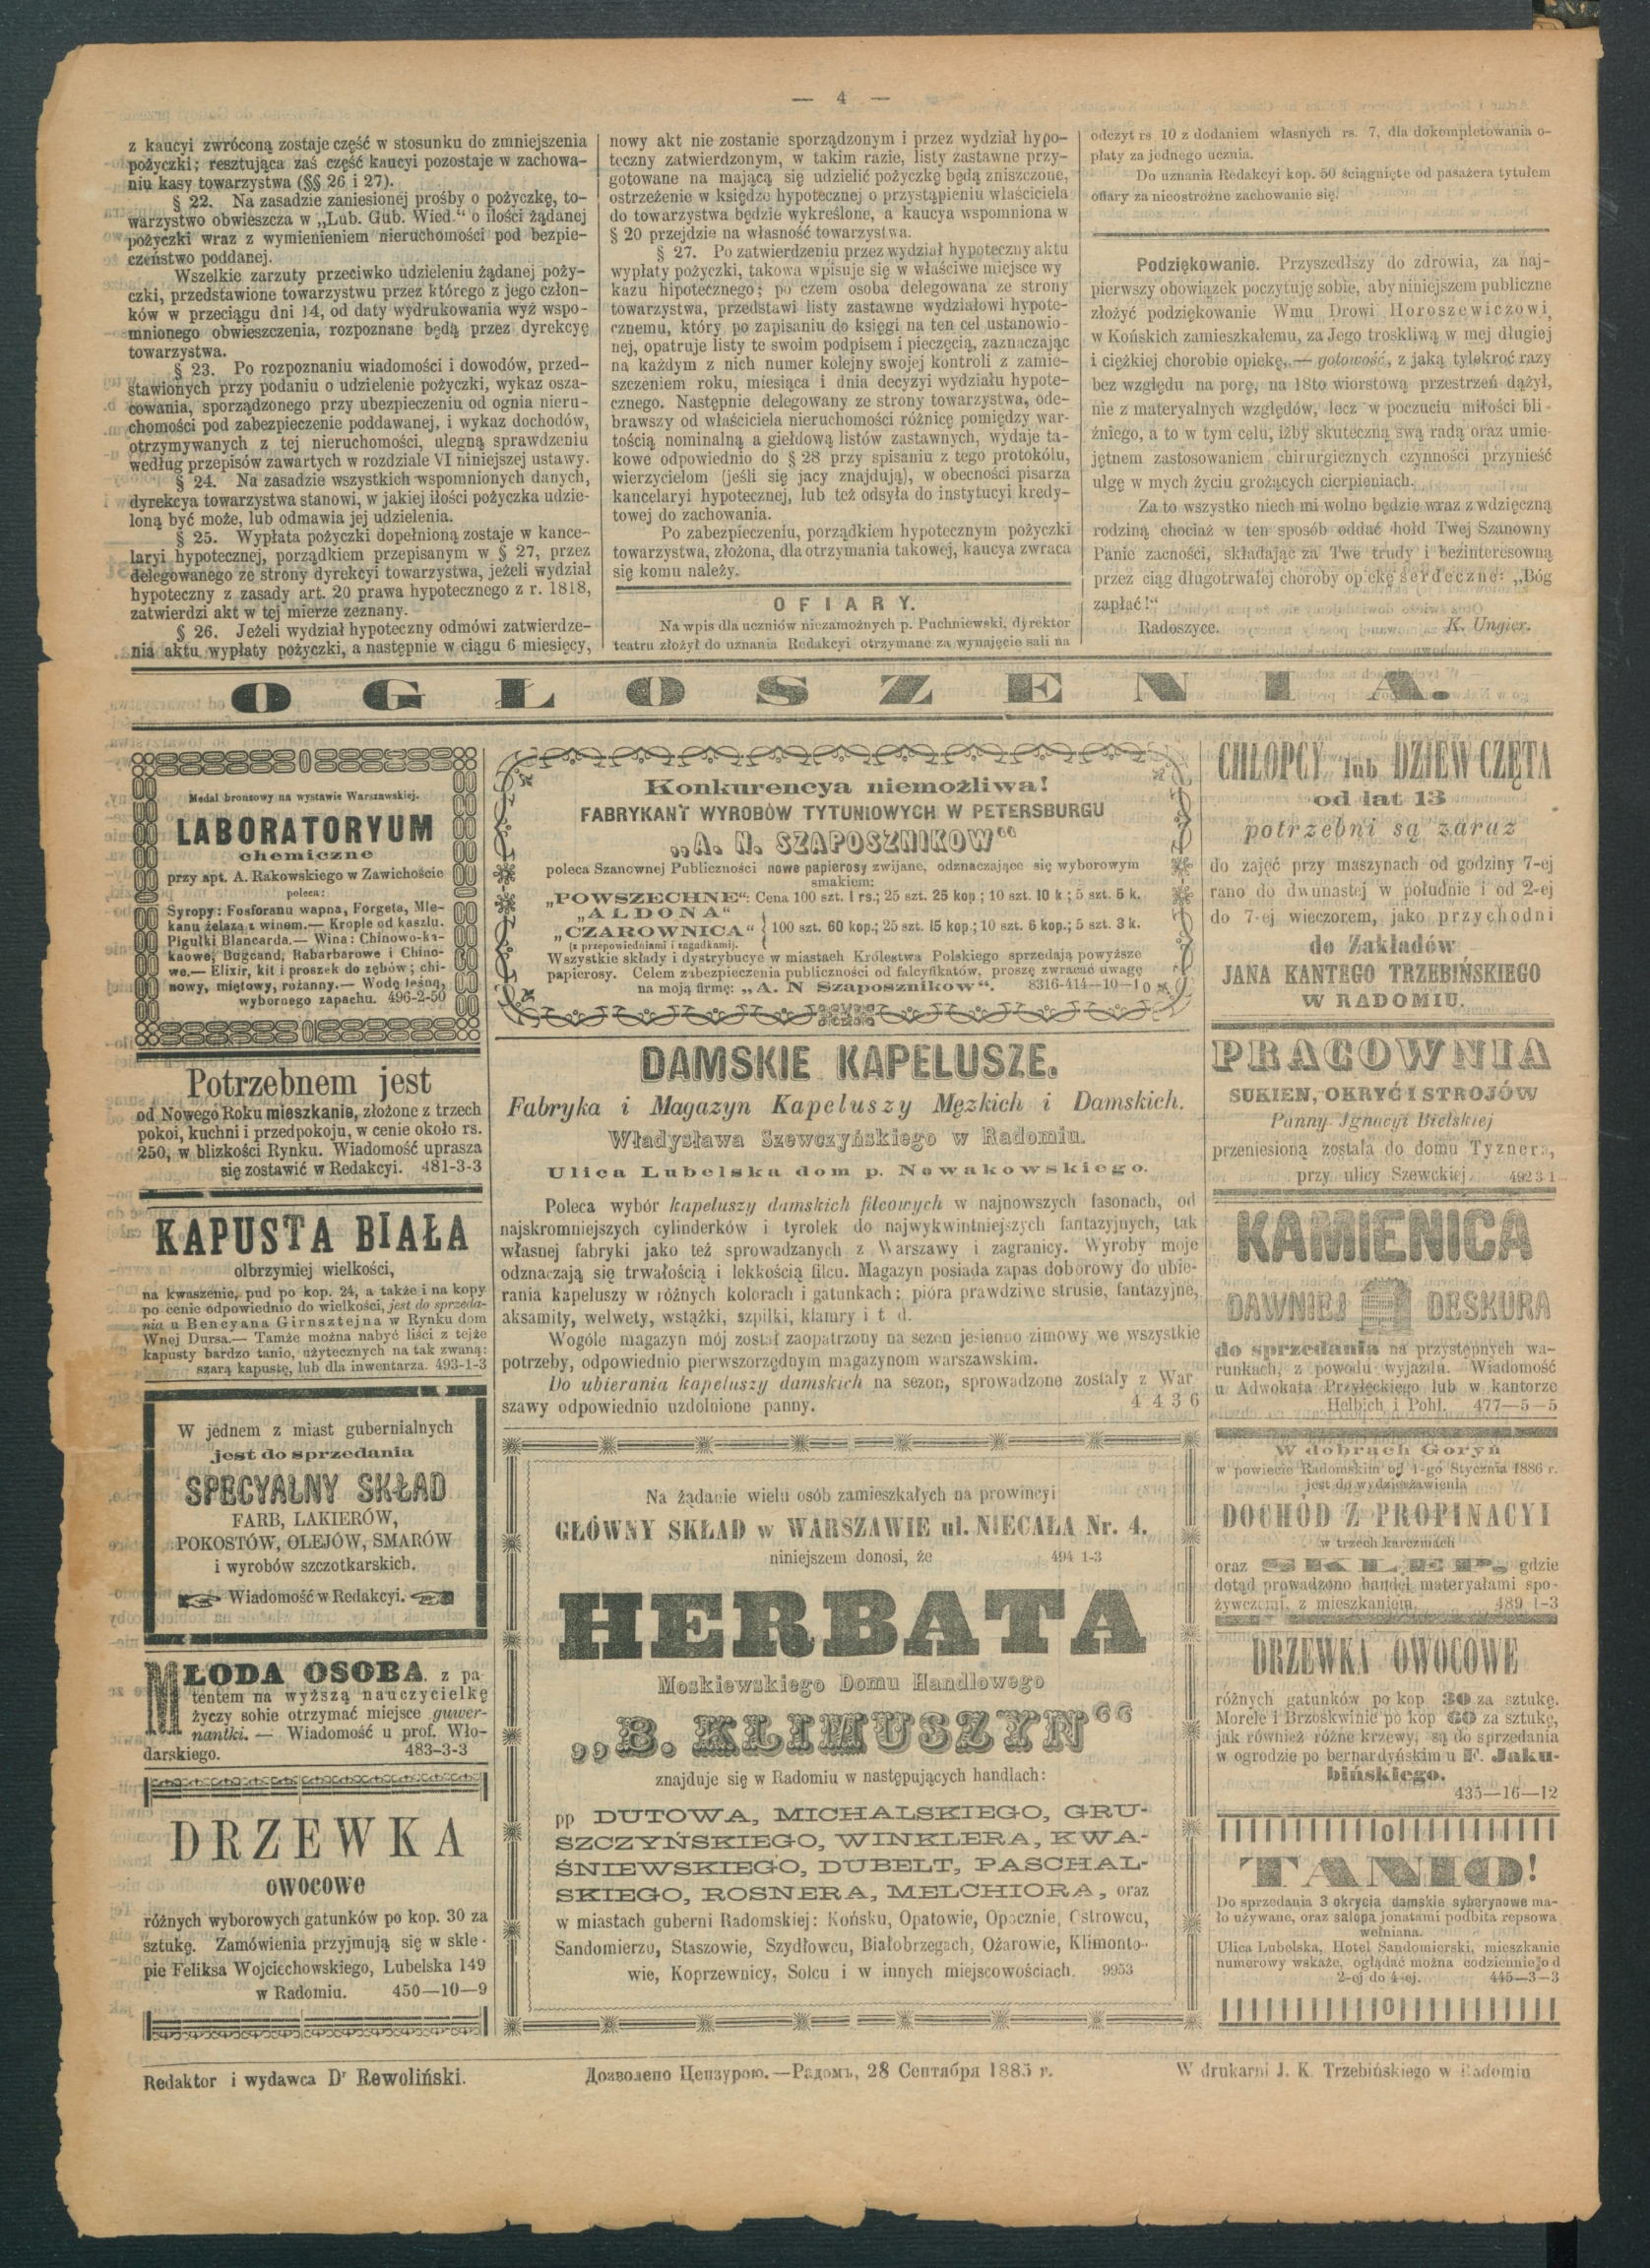 — 4 —
z kaucyi zwróconą zostaje część w stosunku do zmniejszenia
pożyczki; resztująca zaś część kaucyi pozostaje w zachowa-
niu kasy towarzystwa (§§ 26 i 27).
§ 22. Na zasadzie zaniesionej prośby o pożyczkę, to-
warzystwo obwieszcza w „Lub. Gub. Wied." o ilości żądanej
pożyczki wraz z wymienieniem nieruchomości pod bezpie-
czeństwo poddanej.
Wszelkie zarzuty przeciwko udzieleniu żądanej poży-
czki, przedstawione towarzystwu przez którego z jego człon-
ków w przeciągu dni 14, od daty wydrukowania wyż wspo-
mnionego obwieszczenia, rozpoznane będą przez dyrekcyę
towarzystwa.
§ 23. Po rozpoznaniu wiadomości i dowodów, przed-
stawionych przy podaniu o udzielenie pożyczki, wykaz osza-
cowania, sporządzonego przy ubezpieczeniu od ognia nieru-
chomości pod zabezpieczenie poddawanej, i wykaz dochodów,
otrzymywanych z tej nieruchomości, ulegną sprawdzeniu
według przepisów zawartych w rozdziale VI niniejszej ustawy.
§ 24. Na zasadzie wszystkich wspomnionych danych,
dyrekcya towarzystwa stanowi, w jakiej ilości pożyczka udzie-
loną być może, lub odmawia jej udzielenia.
§ 25. Wypłata pożyczki dopełnioną zostaje w kance-
laryi hypotecznej, porządkiem przepisanym w § 27, przez
delegowanego ze strony dyrekcyi towarzystwa, jeżeli wydział
hypoteczny z zasady art. 20 prawa hypotecznego z r. 1818,
zatwierdzi akt w tej mierze zeznany.
§ 26. Jeżeli wydział hypoteczny odmówi zatwierdze-
nia aktu wypłaty pożyczki, a następnie w ciągu 6 miesięcy,
nowy akt nie zostanie sporządzonym i przez wydział hypo-
teczny zatwierdzonym, w takim razie, listy zastawne przy-
gotowane na mającą się udzielić pożyczkę będą zniszczone,
ostrzeżenie w księdze hypotecznej o przystąpieniu właściciela
do towarzystwa będzie wykreślone, a kaucya wspomniona w
§ 20 przejdzie na własność towarzystwa.
§ 27. Po zatwierdzeniu przez wydział hypoteczny aktu
wypłaty pożyczki, takowa wpisuje się w właściwe miejsce wy
kazu hipotecznego; po czem osoba delegowana ze strony
towarzystwa, przedstawi listy zastawne wydziałowi hypote-
cznemu, który po zapisaniu do księgi na ten cel ustanowio-
nej, opatruje listy te swoim podpisem i pieczęcią, zaznaczając
na każdym z nich numer kolejny swojej kontroli z zamie-
szczeniem roku, miesiąca i dnia decyzyi wydziału hypote-
cznego. Następnie delegowany ze strony towarzystwa, ode-
brawszy od właściciela nieruchomości różnicę pomiędzy war-
tością nominalną a giełdową listów zastawnych, wydaje ta-
kowe odpowiednio do § 28 przy spisaniu z tego protokólu,
wierzycielom (jeśli się jacy znajdują), w obecności pisarza
kancelaryi hypotecznej, lub też odsyła do instytucyi kredy-
towej do zachowania.
Po zabezpieczeniu, porządkiem hypotecznym pożyczki
towarzystwa, złożona, dla otrzymania takowej, kaucya zwraca
się komu należy.
OFIARY.
Na wpis dla uczniów niezamożnych p. Puchniewski, dyrektor
teatru złożył do uznania Redakcyi otrzymane za wynajęcie sali na
odczyt rs 10 z dodaniem własnych rs. 7, dla dokompletowania o-
płaty za jednego ucznia.
Do uznania Redakcyi kop. 50 ściągnięte od pasażera tytułem
ofiary za nieostrożne zachowanie się.
Podziękowanie. Przyszedłszy do zdrowia, za naj-
pierwszy obowiązek poczytuję sobie, aby niniejszem publiczne
złożyć podziękowanie Wmu Drowi Horoszewiczowi,
w Końskich zamieszkałemu, za Jego troskliwą w mej długiej
i ciężkiej chorobie opiekę, — gotowość, z jaką tylokroć razy
bez względu na porę, na 18to wiorstową przestrzeń dążył,
nie z materyalnych względów, lecz w poczuciu miłości bli-
źniego, a to w tym celu, iżby skuteczną swą radą oraz umie-
jętnem zastosowaniem chirurgicznych czynności przynieść
ulgę w mych życiu grożących cierpieniach.
Za to wszystko niech mi wolno będzie wraz z wdzięczną
rodziną chociaż w ten sposób oddać hołd Twej Szanowny
Panie zacności, składając za Twe trudy i bezinteresowną
przez ciąg długotrwałej choroby opiekę serdeczne: „Bóg
zapłać!"
Radoszyce. K. Ungier.
OGŁOSZENIA.
Medal bronzowy na wystawie Warszawskiej.
LABORATORYUM
chemiczne
przy apt. A. Rakowskiego w Zawichoście
poleca:
Syropy: Fosforanu wapna, Forgeta, Mle-
kanu żelaza z winem.— Krople od kaszlu.
Pigułki Blancarda.— Wina: Chinowo-ka-
kaowe, Bugeand, Rabarbarowe i Chino-
we.— Elixir, kit i proszek do zębów; chi-
nowy, miętowy, różanny.— Wodę leśną,
wybornego zapachu. 496-2-50
Potrzebnem jest
od Nowego Roku mieszkanie, złożone z trzech
pokoi, kuchni i przedpokoju, w cenie około rs.
250, w blizkości Rynku. Wiadomość uprasza
się zostawić w Redakcyi. 481-3-3
KAPUSTA BIAŁA
olbrzymiej wielkości,
na kwaszenie, pud po kop. 24, a także i na kopy
po cenie odpowiednio do wielkości, jest do sprzeda-
nia u Bencyana Girnsztejna w Rynku dom
Wnej Dursa.— Tamże można nabyć liści z tejże
kapusty bardzo tanio, użytecznych na tak zwaną:
szarą kapustę, lub dla inwentarza. 493-1-3
W jednem z miast gubernialnych
jest do sprzedania
SPECYALNY SKŁAD
FARB, LAKIERÓW,
POKOSTÓW, OLEJÓW, SMARÓW
i wyrobów szczotkarskich.
Wiadomość w Redakcyi.
MŁODA OSOBA z pa
tentem na wyższą nauczycielkę
życzy sobie otrzymać miejsce guwer-
nantki. — Wiadomość u prof. Wło-
darskiego. 483-3-3
DRZEWKA
owocowe
różnych wyborowych gatunków po kop. 30 za
sztukę. Zamówienia przyjmują się w skle-
pie Feliksa Wojciechowskiego, Lubelska 149
w Radomiu. 450—10—9
Konkurencya niemożliwa!
FABRYKANT WYROBÓW TYTUNIOWYCH W PETERSBURGU
„A. N. SZAPOSZNIKOW"
poleca Szanownej Publiczności nowe papierosy zwijane, odznaczające się wyborowym
smakiem:
„POWSZECHNE": Cena 100 szt. 1 rs.; 25 szt. 25 kop.; 10 szt. 10 k.; 5 szt. 5 k.
„ALDONA"
„CZAROWNICA" } 100 szt. 60 kop.; 25 szt. 15 kop.; 10 szt. 6 kop.; 5 szt. 3 k.
(z przepowiedniami i zagadkami).
Wszystkie składy i dystrybucye w miastach Królestwa Polskiego sprzedają powyższe
papierosy. Celem zabezpieczenia publiczności od falcyfikatów, proszę zwracać uwagę
na moją firmę: „A. N Szaposznikow". 8316-414—10—10
DAMSKIE KAPELUSZE.
Fabryka i Magazyn Kapeluszy Męzkich i Damskich.
Władysława Szewczyńskiego w Radomiu.
Ulica Lubelska dom p. Nowakowskiego.
Poleca wybór kapeluszy damskich filcowych w najnowszych fasonach, od
najskromniejszych cylinderków i tyrolek do najwykwintniejszych fantazyjnych, tak
własnej fabryki jako też sprowadzanych z Warszawy i zagranicy. Wyroby moje
odznaczają się trwałością i lekkością filcu. Magazyn posiada zapas doborowy do ubie-
rania kapeluszy w różnych kolorach i gatunkach: pióra prawdziwe strusie, fantazyjne,
aksamity, welwety, wstążki, szpilki, klamry i t d.
Wogóle magazyn mój został zaopatrzony na sezon jesienno zimowy we wszystkie
potrzeby, odpowiednio pierwszorzędnym magazynom warszawskim.
Do ubierania kapeluszy damskich na sezon, sprowadzone zostały z War
szawy odpowiednio uzdolnione panny. 4 4 3 6
Na żądanie wielu osób zamieszkałych na prowincyi
GŁÓWNY SKŁAD w WARSZAWIE ul. NIECAŁA Nr. 4.
niniejszem donosi, że 494 1-3
HERBATA
Moskiewskiego Domu Handlowego
„B. KLIMUSZYN"
znajduje się w Radomiu w następujących handlach:
pp DUTOWA, MICHALSKIEGO, GRU-
SZCZYŃSKIEGO, WINKLERA, KWA-
ŚNIEWSKIEGO, DUBELT, PASCHAL-
SKIEGO, ROSNERA, MELCHIORA, oraz
w miastach guberni Radomskiej: Końsku, Opatowie, Opocznie, Ostrowcu,
Sandomierzu, Staszowie, Szydłowcu, Białobrzegach, Ożarowie, Klimonto-
wie, Koprzewnicy, Solcu i w innych miejscowościach. 9953
CHŁOPCY lub DZIEWCZĘTA
od lat 13
potrzebni są zaraz
do zajęć przy maszynach od godziny 7-ej
rano do dwunastej w południe i od 2-ej
do 7-ej wieczorem, jako przychodni
do Zakładów
JANA KANTEGO TRZEBIŃSKIEGO
W RADOMIU.
PRACOWNIA
SUKIEN, OKRYĆ I STROJÓW
Panny Ignacyi Bielskiej
przeniesioną została do domu Tyznera,
przy ulicy Szewckiej. 492 3 1
KAMIENICA
DAWNIEJ DESKURA
do sprzedania na przystępnych wa-
runkach, z powodu wyjazdu. Wiadomość
u Adwokata Przyłęckiego lub w kantorze
Helbich i Pohl. 477—5—5
W dobrach Goryń
w powiecie Radomskim od 1-go Stycznia 1886 r.
jest do wydzierżawienia
DOCHÓD Z PROPINACYI
w trzech karczmach
oraz SKLEP, gdzie
dotąd prowadzono handel materyałami spo-
żywczemi, z mieszkaniem. 489 1-3
DRZEWKA OWOCOWE
różnych gatunków po kop 30 za sztukę.
Morele i Brzoskwinie po kop 60 za sztukę,
jak również różne krzewy, są do sprzedania
w ogrodzie po bernardyńskim u F. Jaku-
bińskiego.
435—16—12
TANIO!
Do sprzedania 3 okrycia damskie syberynowe ma-
ło używane, oraz salopa jonatami podbita repsowa
wełniana.
Ulica Lubelska, Hotel Sandomierski, mieszkanie
numerowy wskaże, oglądać można codziennie od
2-ej do 4-ej. 445—3—3
Redaktor i wydawca Dr Rewoliński.
Дозволено Цензурою.—Радомъ, 28 Сентября 1885 г.
W drukarni J. K. Trzebińskiego w Radomiu